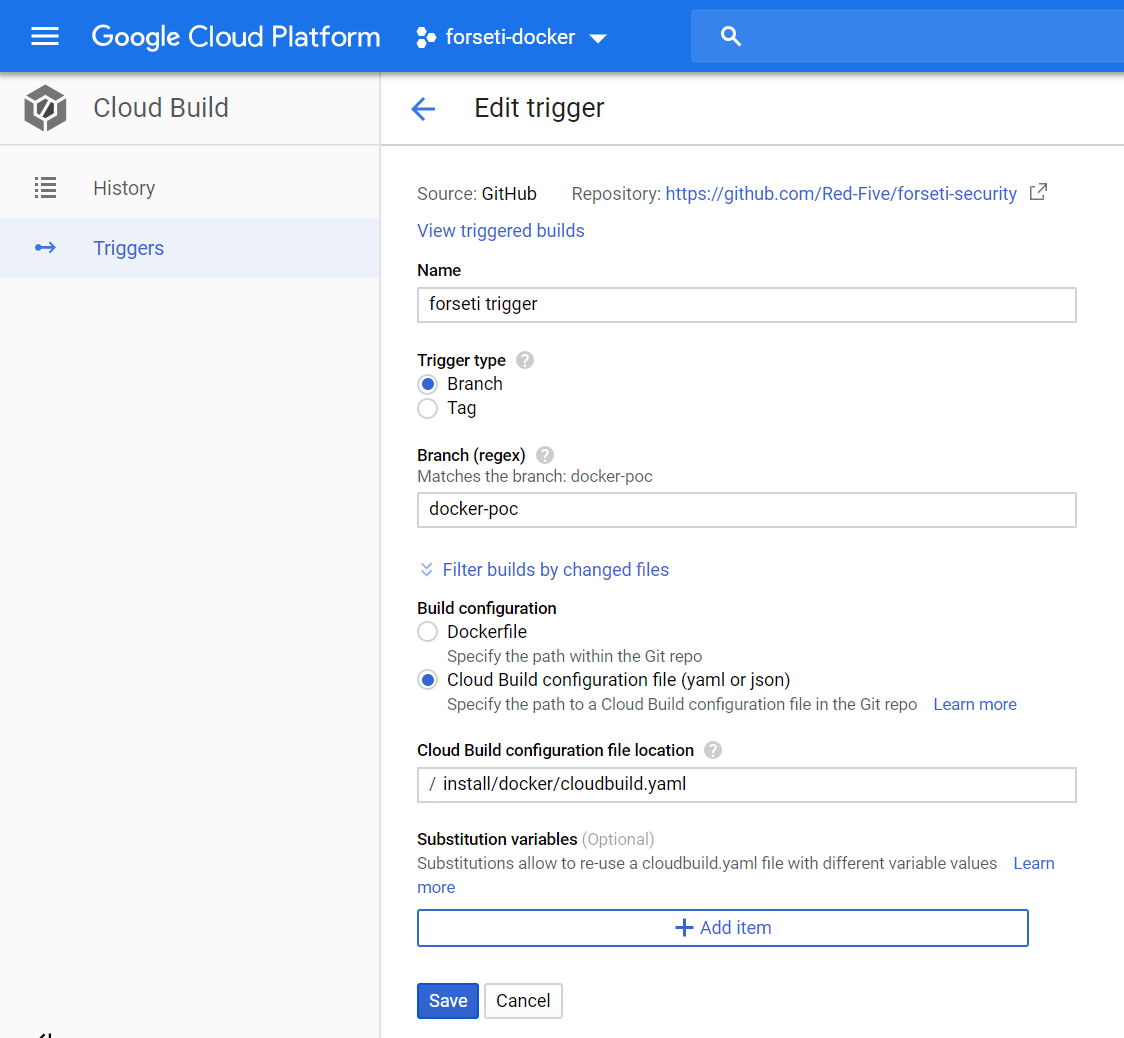 Google Cloud Platform forseti-docker
Cloud Build
Edit trigger
History
Triggers
Source: GitHub Repository: https://github.com/Red-Five/forseti-security
View triggered builds
Name
forseti trigger
Trigger type ?
Branch
Tag
Branch (regex) ?
Matches the branch: docker-poc
docker-poc
Filter builds by changed files
Build configuration
Dockerfile
Specify the path within the Git repo
Cloud Build configuration file (yaml or json)
Specify the path to a Cloud Build configuration file in the Git repo Learn more
Cloud Build configuration file location ?
/ install/docker/cloudbuild.yaml
Substitution variables (Optional)
Substitutions allow to re-use a cloudbuild.yaml file with different variable values Learn
more
+ Add item
Save Cancel